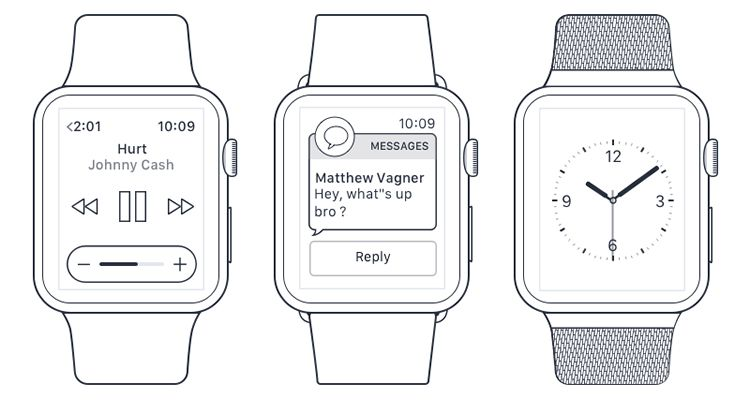 <2:01 10:09
Hurt
Johnny Cash
10:09
MESSAGES
Matthew Vagner
Hey, what"s up
bro ?
Reply
12
9 3
6